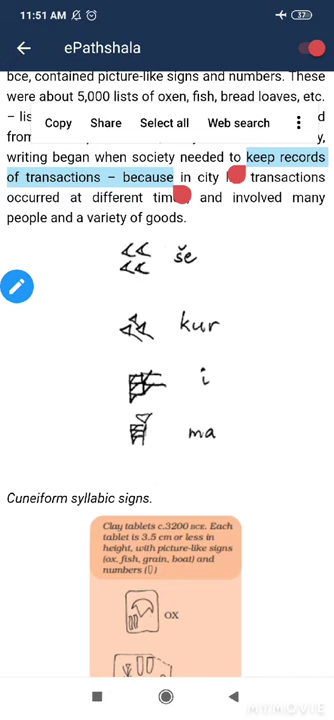 11:51 AM
37
ePathshala
bce, contained picture-like signs and numbers. These
were about 5,000 lists of oxen, fish, bread loaves, etc.
– lis
Copy Share Select all Web search
d
from
y,
writing began when society needed to keep records
of transactions – because in city transactions
occurred at different and involved many
people and a variety of goods.
še
kur
i
ma
Cuneiform syllabic signs.
Clay tablets c.3200 BCE. Each
tablet is 3.5 cm or less in
height, with picture-like signs
(ox, fish, grain, boat) and
numbers ()
OX
MYMOVIE